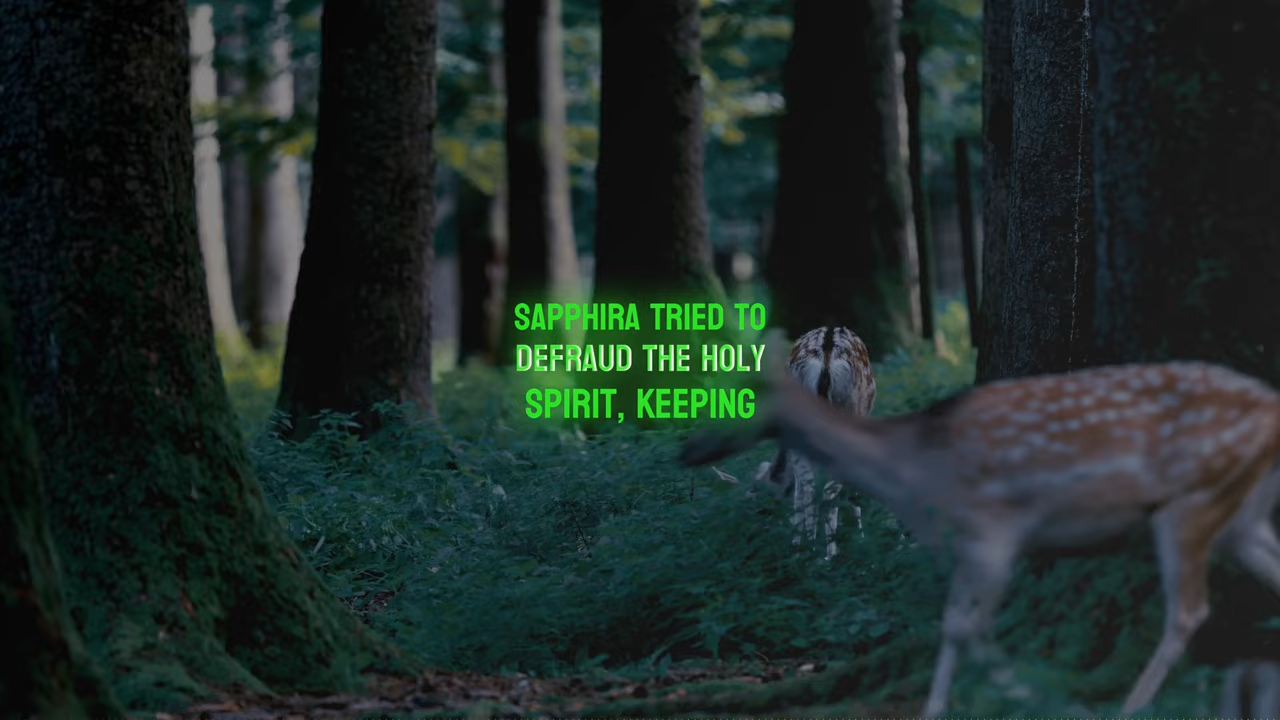 SAPPHIRA TRIED TO
DEFRAUD THE HOLY
SPIRIT, KEEPING